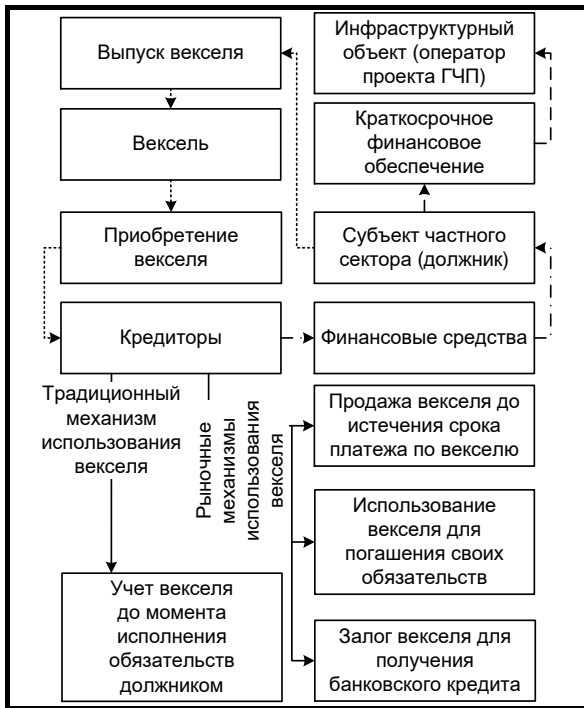 Выпуск векселя
Инфраструктурный
объект (оператор
проекта ГЧП)
Вексель
Краткосрочное
финансовое
обеспечение
Приобретение
векселя
Субъект частного
сектора (должник)
Кредиторы
Финансовые средства
Традиционный
механизм
использования
векселя
Рыночные
механизмы
использования
векселя
Продажа векселя до
истечения срока
платежа по векселю
Использование
векселя для
погашения своих
обязательств
Учет векселя
до момента
исполнения
обязательств
должником
Залог векселя для
получения
банковского кредита